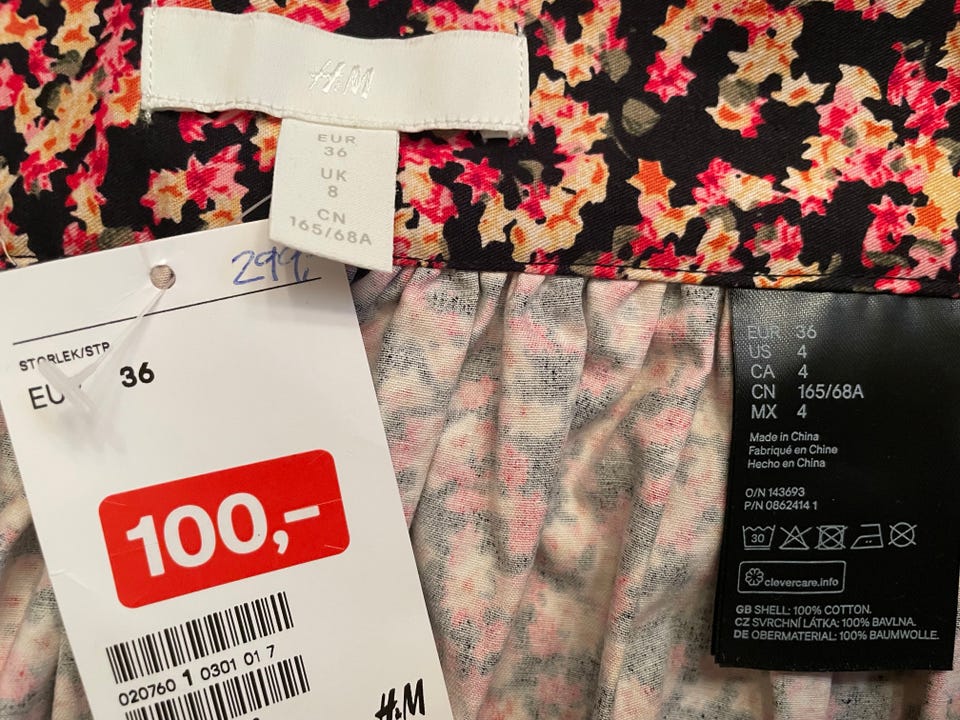 H&M
EUR
36
UK
8
CN
165/68A
299,-
STORLEK/STR
36
100,-
020760 1 0301 01 7
H&M
EUR 36
US 4
CA 4
CN 165/68A
MX 4
Made in China
Fabriqué en Chine
Hecho en China
O/N 143693
P/N 0862414 1
30
clevercare.info
GB SHELL: 100% COTTON.
CZ SVRCHNÍ LÁTKA: 100% BAVLNA.
DE OBERMATERIAL: 100% BAUMWOLLE.